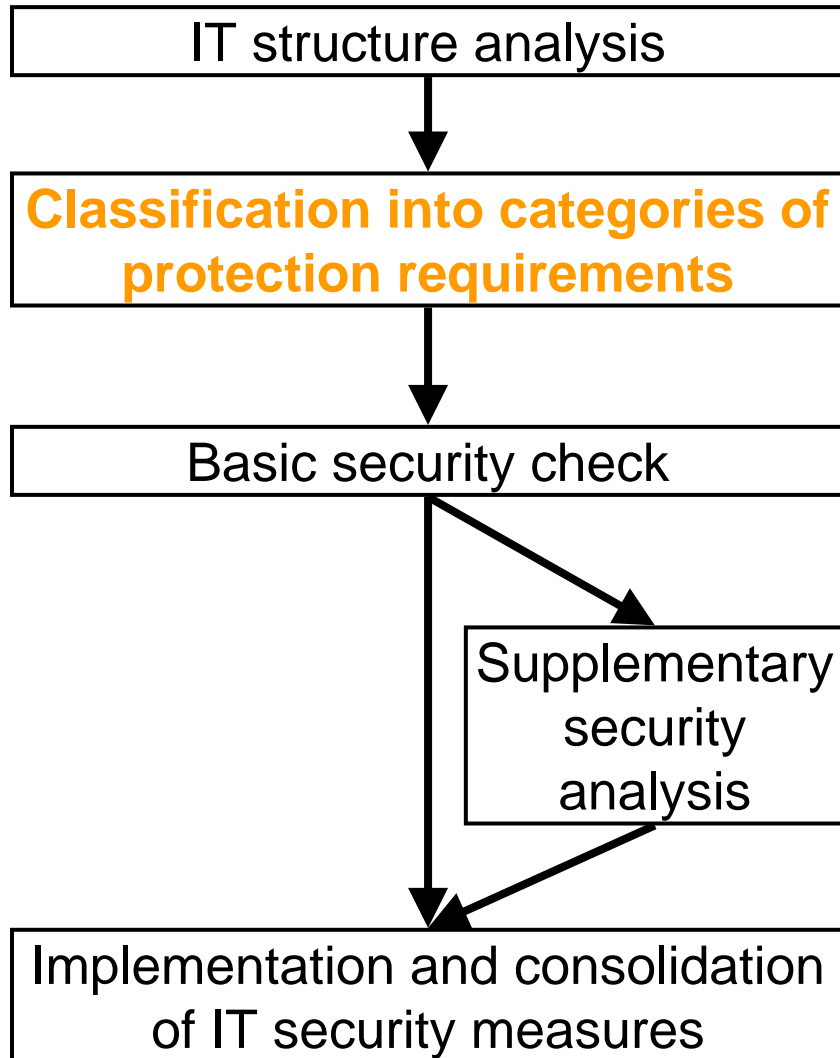 IT structure analysis
Classification into categories of
protection requirements
Basic security check
Supplementary
security
analysis
Implementation and consolidation
of IT security measures